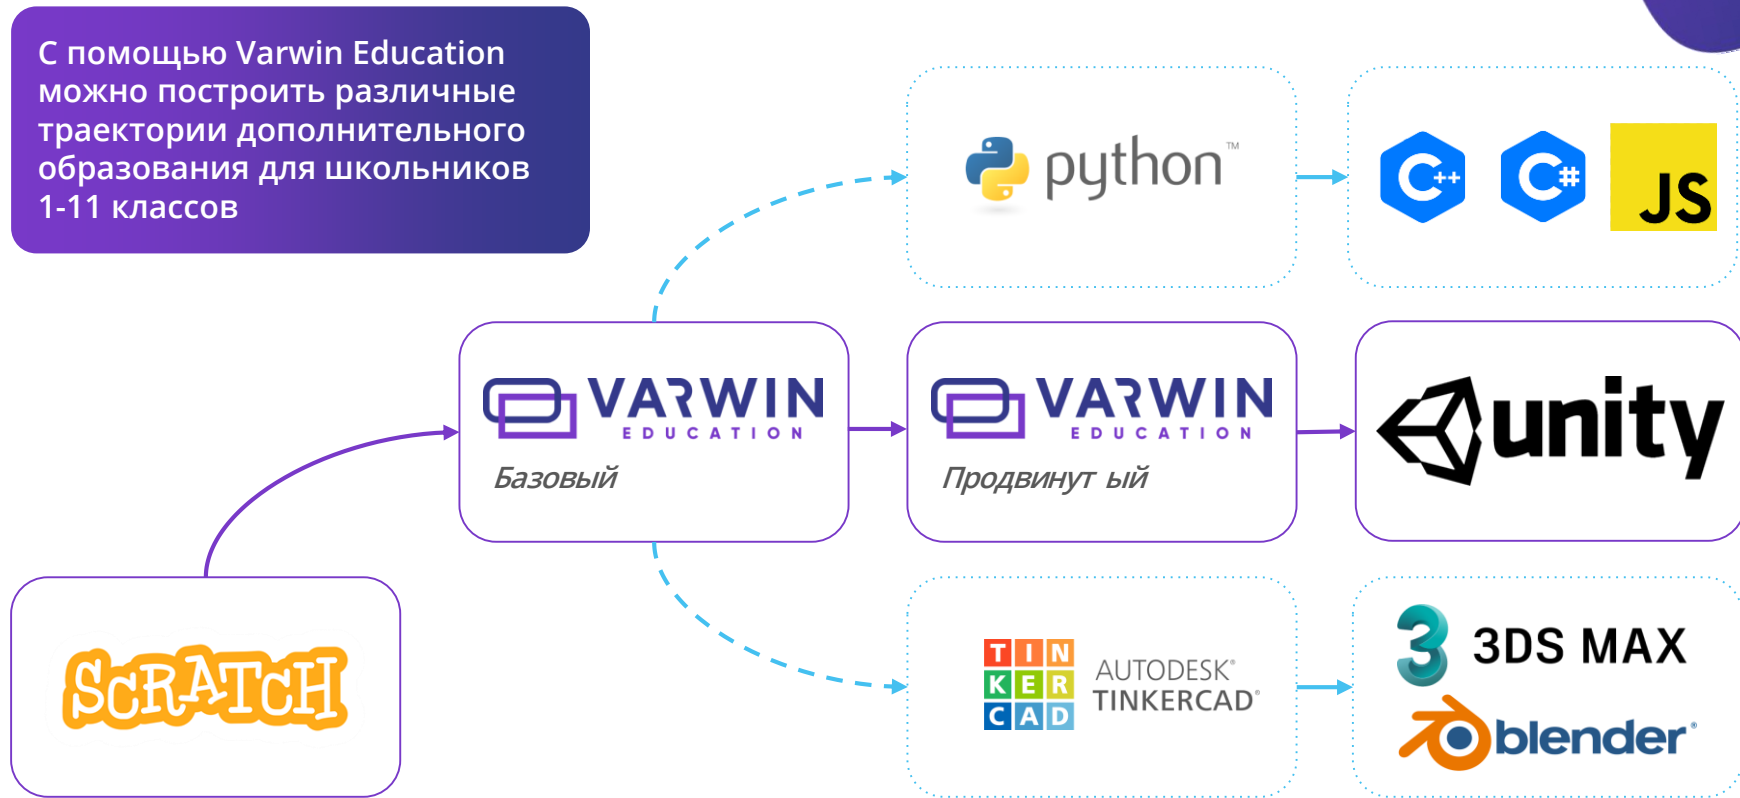 С помощью Varwin Education
можно построить различные
траектории дополнительного
образования для школьников
1-11 классов
python™
C++
C#
JS
VARWIN
EDUCATION
Базовый
VARWIN
EDUCATION
Продвинут ый
unity
SCRATCH
TIN
KER
CAD
AUTODESK®
TINKERCAD®
3DS MAX
blender®